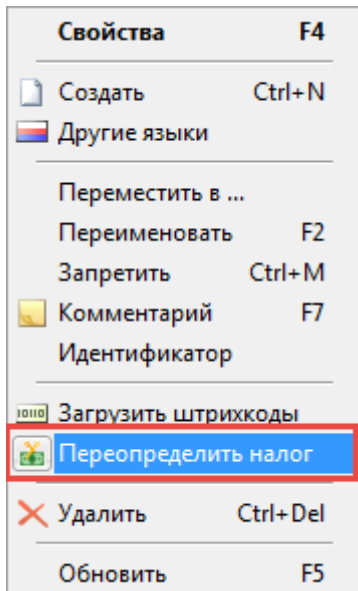 Свойства F4
Создать Ctrl+N
Другие языки
Переместить в ...
Переименовать F2
Запретить Ctrl+M
Комментарий F7
Идентификатор
Загрузить штрихкоды
Переопределить налог
Удалить Ctrl+Del
Обновить F5